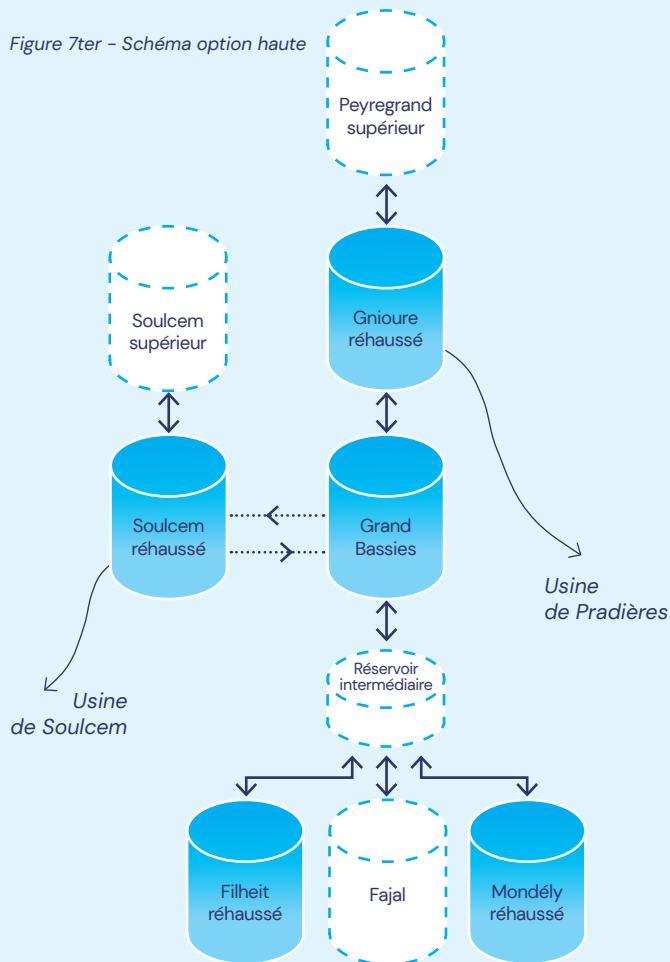 Figure 7ter - Schéma option haute
Peyregrand
supérieur
Soulcem
supérieur
Gnioure
réhaussé
Soulcem
réhaussé
Grand
Bassies
Usine
de Pradières
Réservoir
intermédiaire
Usine
de Soulcem
Filheit
réhaussé
Fajal
Mondély
réhaussé